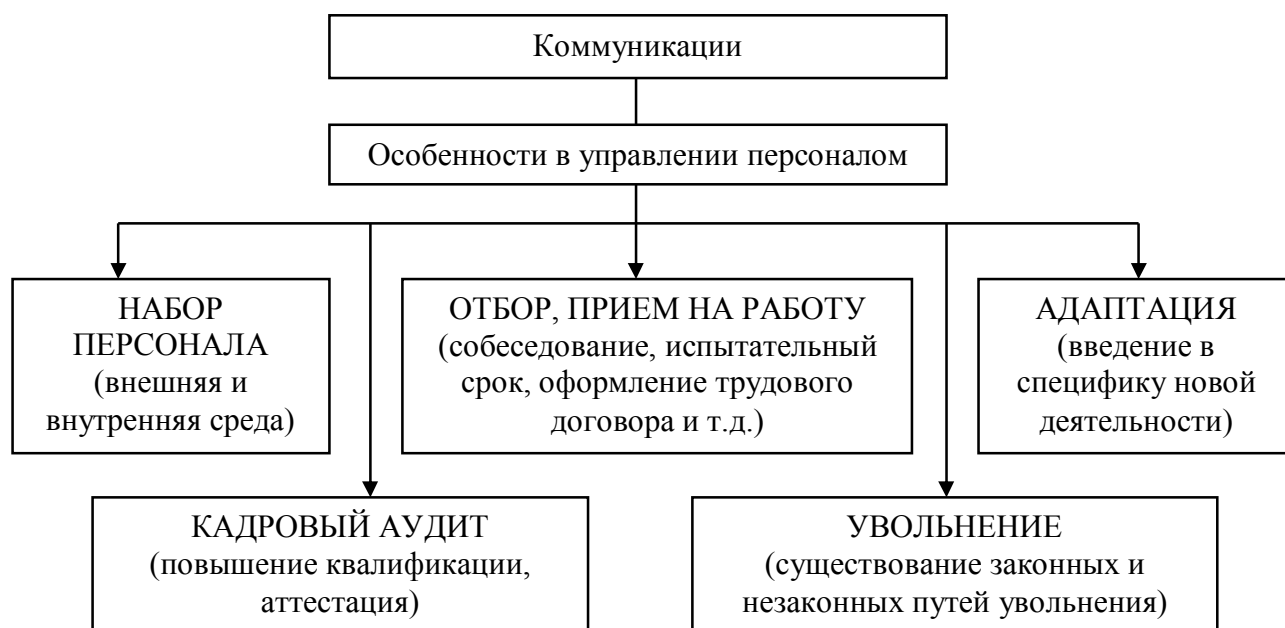 Коммуникации
Особенности в управлении персоналом
НАБОР
ПЕРСОНАЛА
(внешняя и
внутренняя среда)
ОТБОР, ПРИЕМ НА РАБОТУ
(собеседование, испытательный
срок, оформление трудового
договора и т.д.)
АДАПТАЦИЯ
(введение в
специфику новой
деятельности)
КАДРОВЫЙ АУДИТ
(повышение квалификации,
аттестация)
УВОЛЬНЕНИЕ
(существование законных и
незаконных путей увольнения)